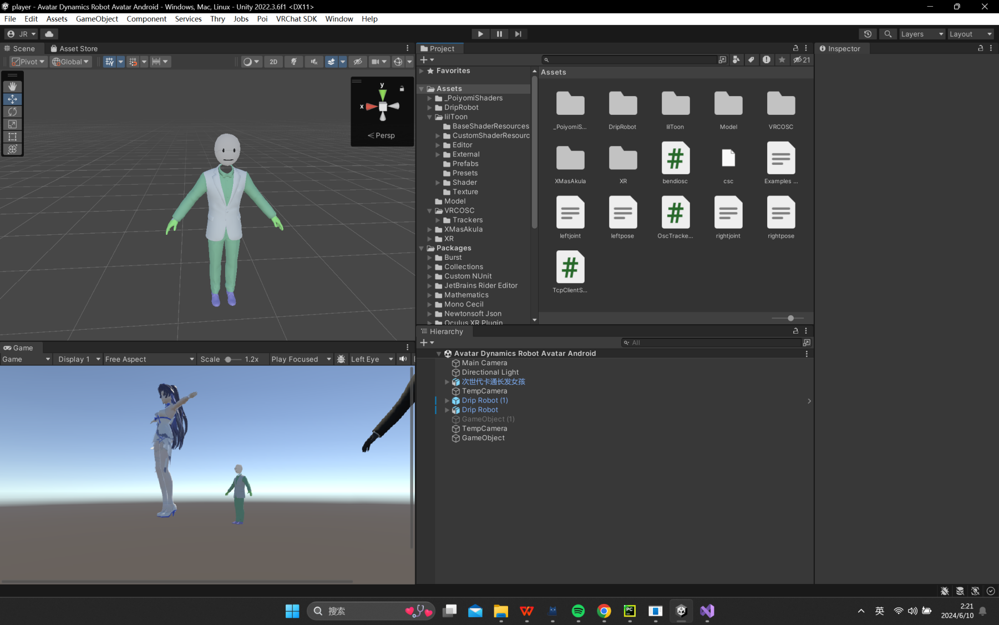 player - Avatar Dynamics Robot Avatar Android - Windows, Mac, Linux - Unity 2022.3.6f1 <DX11>
File Edit Assets GameObject Component Services Thry Jobs Poi VRChat SDK Window Help
JR
Layers
Layout
Scene
Asset Store
Pivot
Global
2D
y
x
Persp
Project
21
Favorites
Assets
_PoiyomiShaders
DripRobot
lilToon
BaseShaderResources
CustomShaderResourc
Editor
External
Prefabs
Presets
Shader
Texture
Model
VRCOSC
Trackers
XMasAkula
XR
Packages
Burst
Collections
Custom NUnit
JetBrains Rider Editor
Mathematics
Mono Cecil
Newtonsoft Json
Oculus XR Plugin
Assets
_PoiyomiS...
DripRobot
lilToon
Model
VRCOSC
XMasAkula
XR
bendiosc
csc
Examples ...
leftjoint
leftpose
OscTracke...
rightjoint
rightpose
TcpClientS...
Inspector
Game
Game
Display 1
Free Aspect
Scale
1.2x
Play Focused
Left Eye
Hierarchy
All
Avatar Dynamics Robot Avatar Android
Main Camera
Directional Light
次世代卡通长发女孩
TempCamera
Drip Robot (1)
Drip Robot
GameObject (1)
TempCamera
GameObject
搜索
PC
英
2:21
2024/6/10